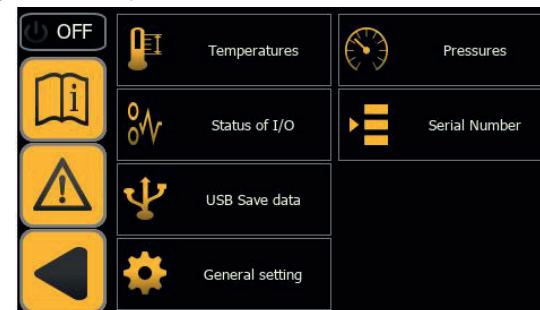 OFF
Temperatures
Pressures
i
Status of I/O
Serial Number
USB Save data
General setting